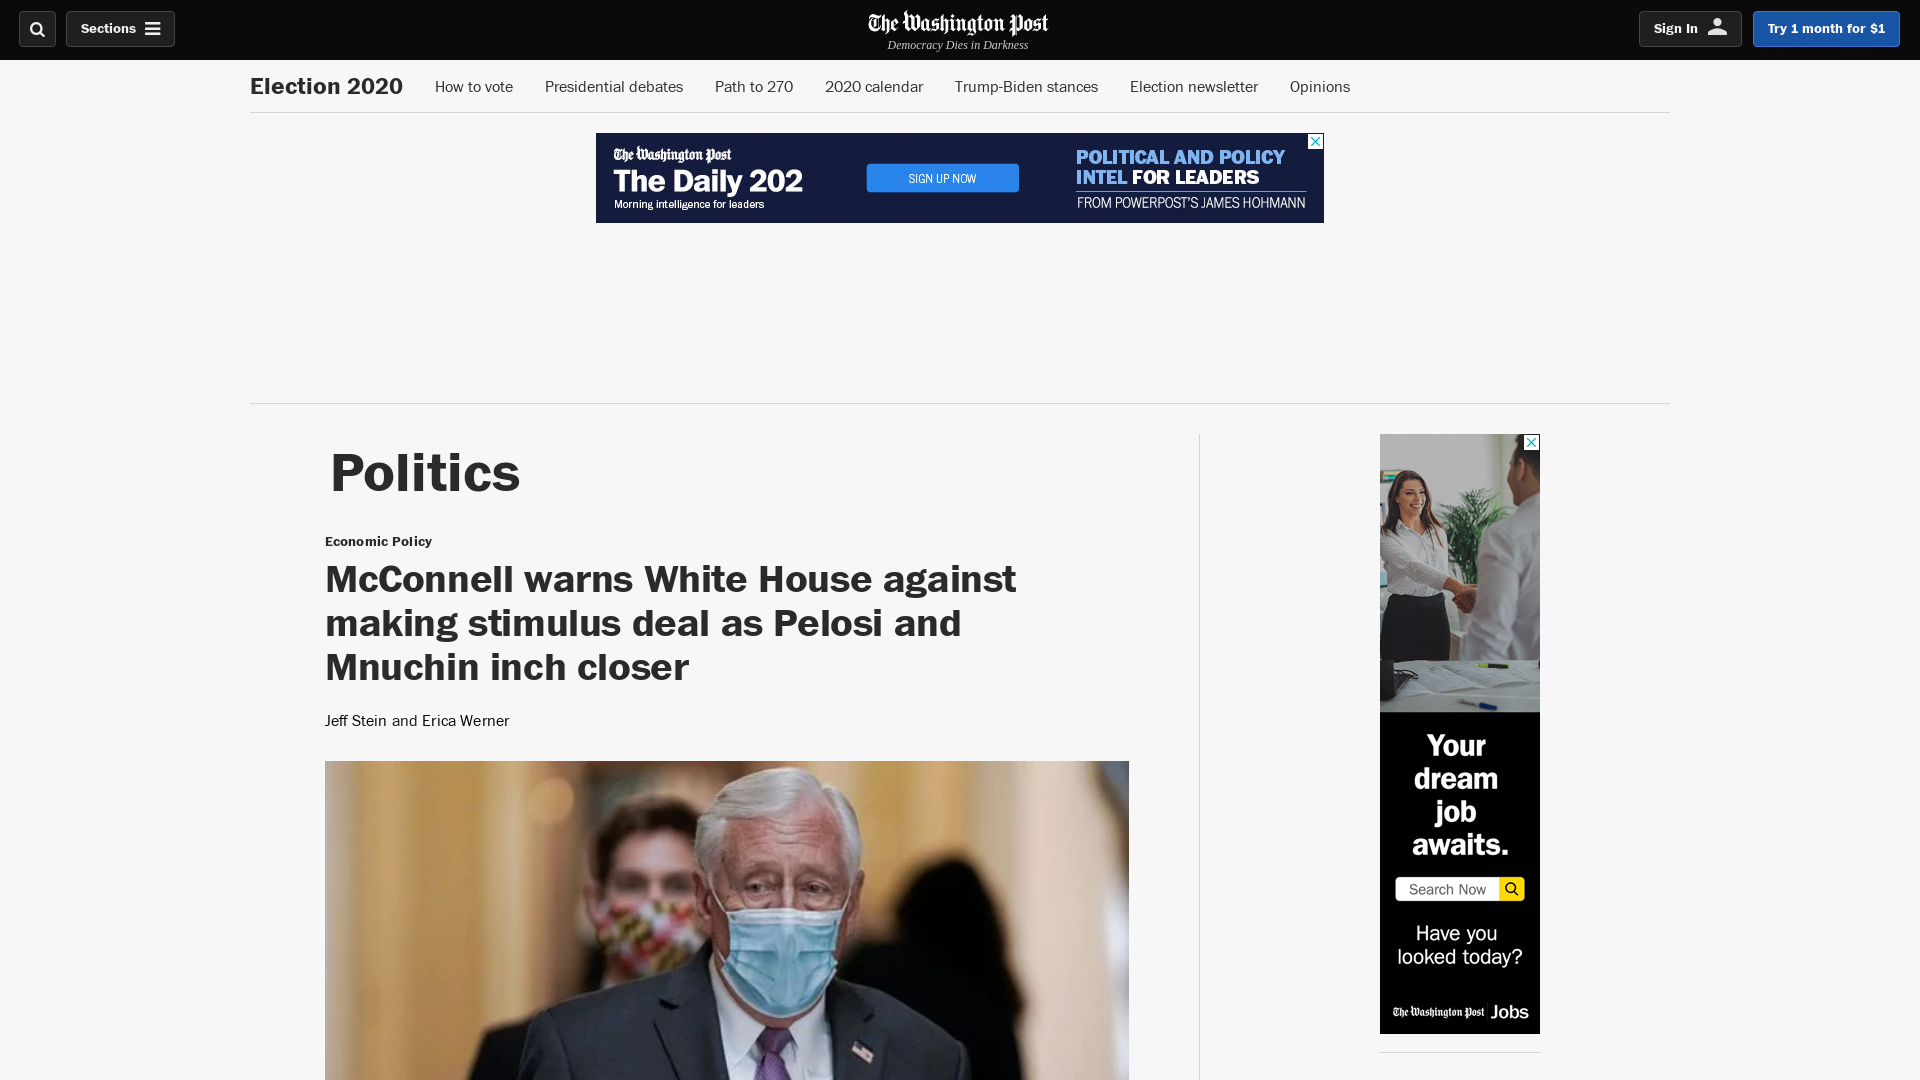 Sections
The Washington Post
Democracy Dies in Darkness
Sign In
Try 1 month for $1
Election 2020
How to vote
Presidential debates
Path to 270
2020 calendar
Trump-Biden stances
Election newsletter
Opinions
The Washington Post
The Daily 202
Morning intelligence for leaders
SIGN UP NOW
POLITICAL AND POLICY
INTEL FOR LEADERS
FROM POWERPOST'S JAMES HOHMANN
Politics
Economic Policy
McConnell warns White House against
making stimulus deal as Pelosi and
Mnuchin inch closer
Jeff Stein and Erica Werner
Your
dream
job
awaits.
Search Now
Have you
looked today?
The Washington Post Jobs